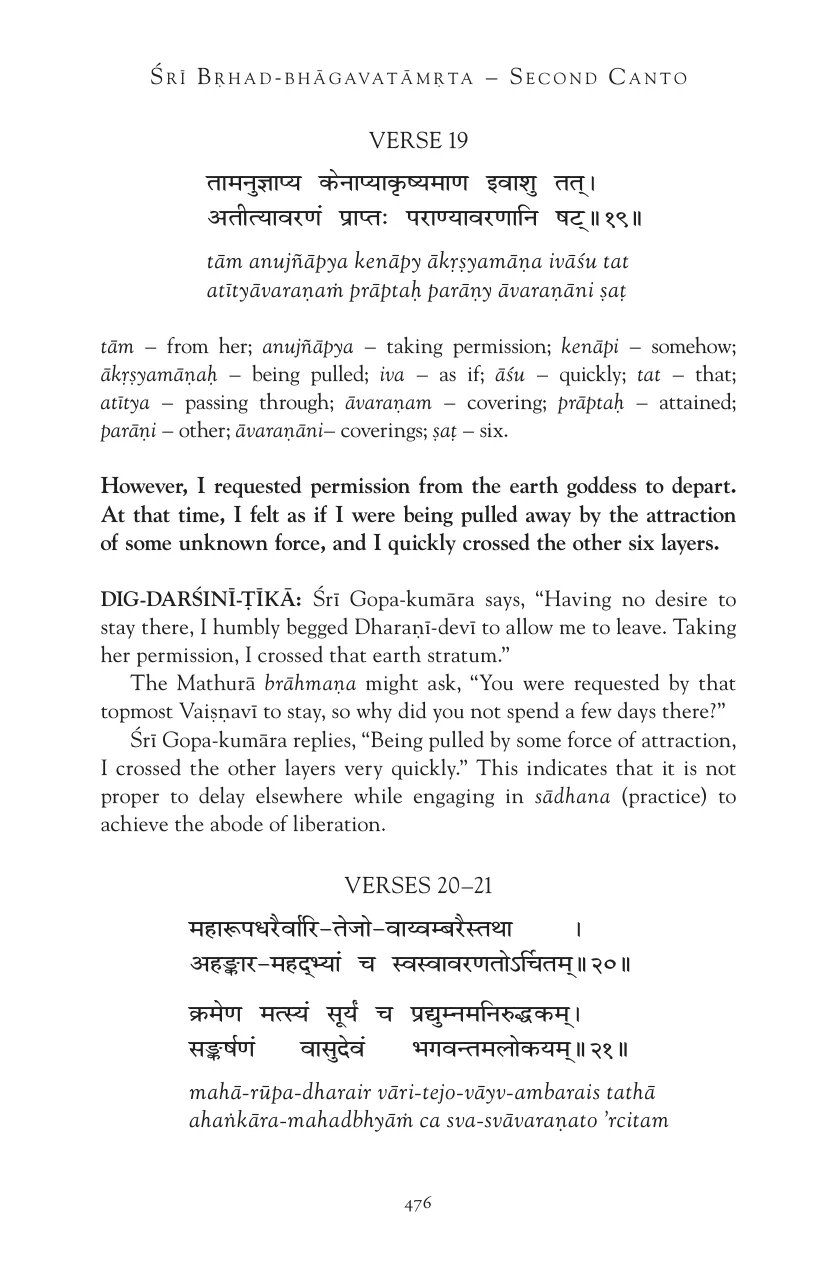 ŚRĪ BṚHAD-BHĀGAVATĀMṚTA – SECOND CANTO
VERSE 19
तामनुज्ञाप्य केनाप्याकृष्यमाण इवाशु तत्।
अतीत्यावरणं प्राप्तः पराण्यावरणानि षट्॥१९॥
tām anujñāpya kenāpy ākṛṣyamāṇa ivāśu tat
atītyāvaraṇaṁ prāptaḥ parāṇy āvaraṇāni ṣaṭ
tām – from her; anujñāpya – taking permission; kenāpi – somehow;
ākṛṣyamāṇaḥ – being pulled; iva – as if; āśu – quickly; tat – that;
atītya – passing through; āvaraṇam – covering; prāptaḥ – attained;
parāṇi – other; āvaraṇāni– coverings; ṣaṭ – six.
However, I requested permission from the earth goddess to depart.
At that time, I felt as if I were being pulled away by the attraction
of some unknown force, and I quickly crossed the other six layers.
DIG-DARŚINĪ-ṬĪKĀ: Śrī Gopa-kumāra says, “Having no desire to
stay there, I humbly begged Dharaṇī-devī to allow me to leave. Taking
her permission, I crossed that earth stratum.”
The Mathurā brāhmaṇa might ask, “You were requested by that
topmost Vaiṣṇavī to stay, so why did you not spend a few days there?”
Śrī Gopa-kumāra replies, “Being pulled by some force of attraction,
I crossed the other layers very quickly.” This indicates that it is not
proper to delay elsewhere while engaging in sādhana (practice) to
achieve the abode of liberation.
VERSES 20–21
महारूपधरैर्वारि-तेजो-वाय्वम्बरैस्तथा ।
अहङ्कार-महद्भ्यां च स्वस्वावरणतोऽर्चितम्॥२०॥
क्रमेण मत्स्यं सूर्यं च प्रद्युम्नमनिरुद्धकम्।
सङ्कर्षणं वासुदेवं भगवन्तमलोकयम्॥२१॥
mahā-rūpa-dharair vāri-tejo-vāyv-ambarais tathā
ahaṅkāra-mahadbhyāṁ ca sva-svāvaraṇato ’rcitam
476